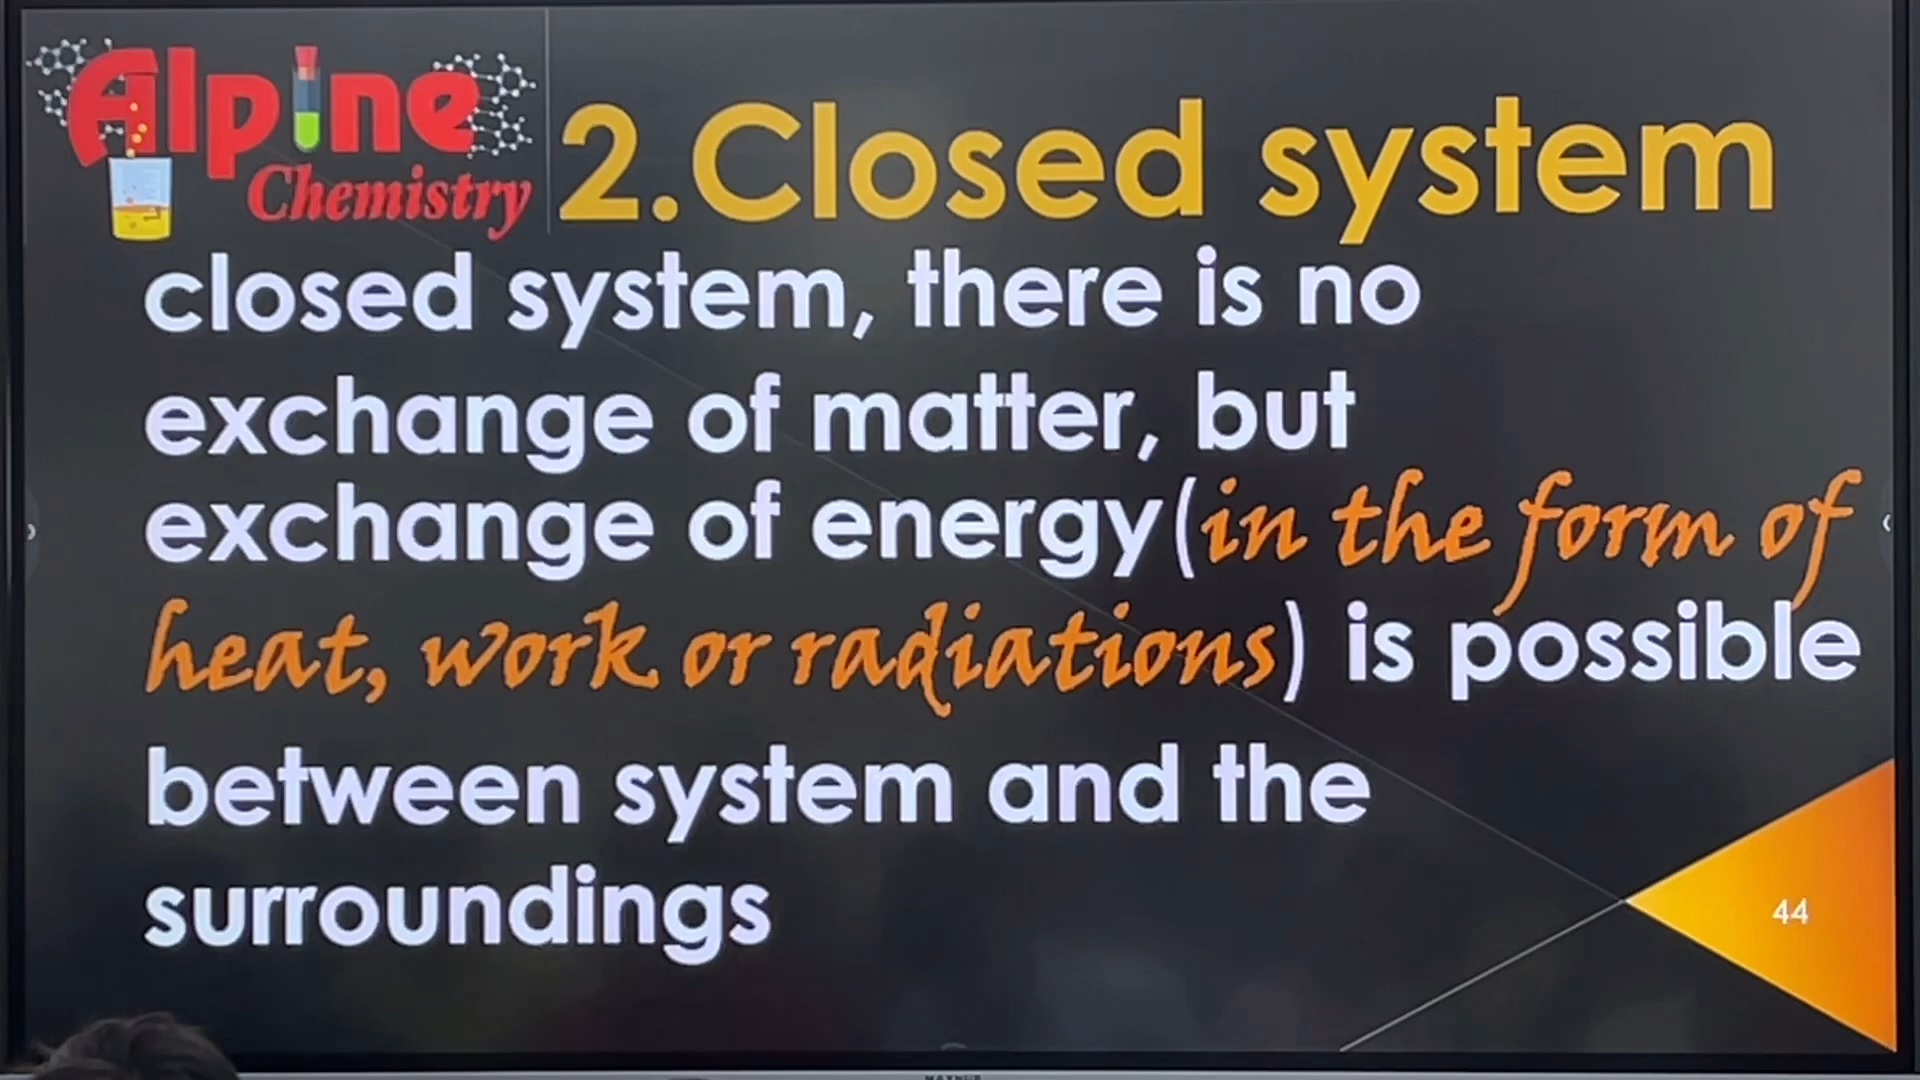 Alpine
Chemistry
2.Closed system
closed system, there is no
exchange of matter, but
exchange of energy(in the form of
heat, work or radiations) is possible
between system and the
surroundings
44